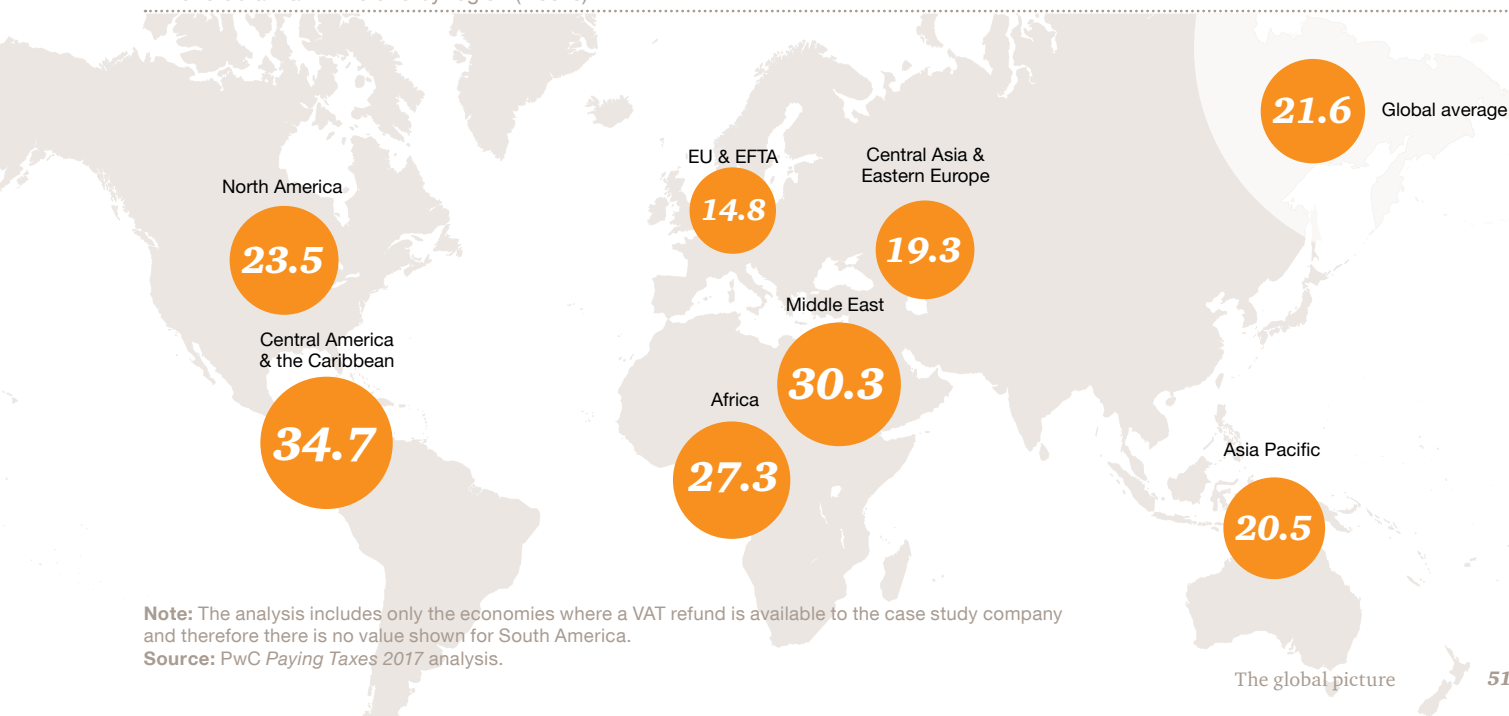 21.6 Global average
EU & EFTA
14.8
Central Asia &
Eastern Europe
19.3
North America
23.5
Middle East
30.3
Central America
& the Caribbean
34.7
Africa
27.3
Asia Pacific
20.5
Note: The analysis includes only the economies where a VAT refund is available to the case study company
and therefore there is no value shown for South America.
Source: PwC Paying Taxes 2017 analysis.
The global picture 51